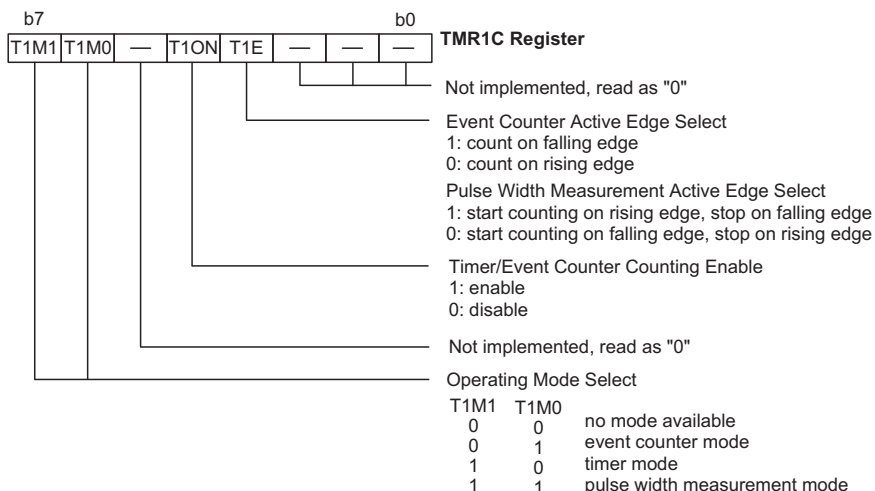 b7 b0
T1M1 T1M0 — T1ON T1E — — —
TMR1C Register
Not implemented, read as "0"
Event Counter Active Edge Select
1: count on falling edge
0: count on rising edge
Pulse Width Measurement Active Edge Select
1: start counting on rising edge, stop on falling edge
0: start counting on falling edge, stop on rising edge
Timer/Event Counter Counting Enable
1: enable
0: disable
Not implemented, read as "0"
Operating Mode Select
T1M1 T1M0
0 0 no mode available
0 1 event counter mode
1 0 timer mode
1 1 pulse width measurement mode